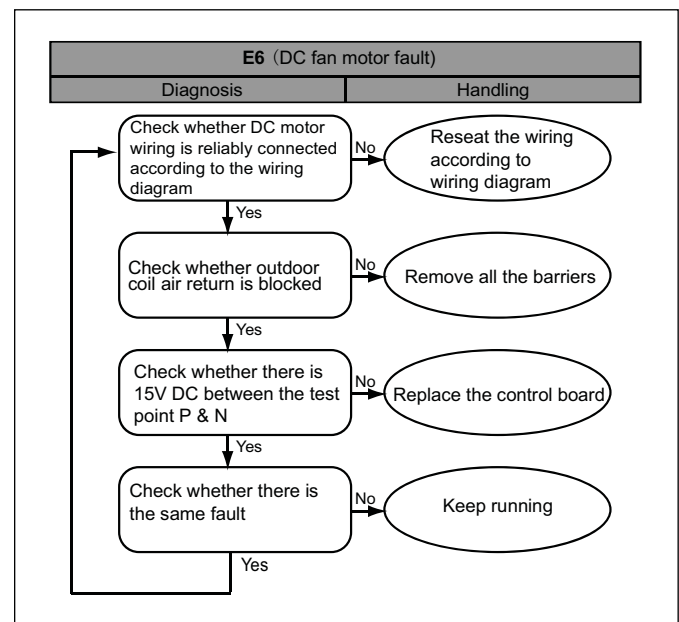 E6（DC fan motor fault)
Diagnosis
Handling
Check whether DC motor
wiring is reliably connected
according to the wiring
diagram
No
Reseat the wiring
according to
wiring diagram
Yes
Check whether outdoor
coil air return is blocked
No
Remove all the barriers
Yes
Check whether there is
15V DC between the test
point P & N
No
Replace the control board
Yes
Check whether there is
the same fault
No
Keep running
Yes